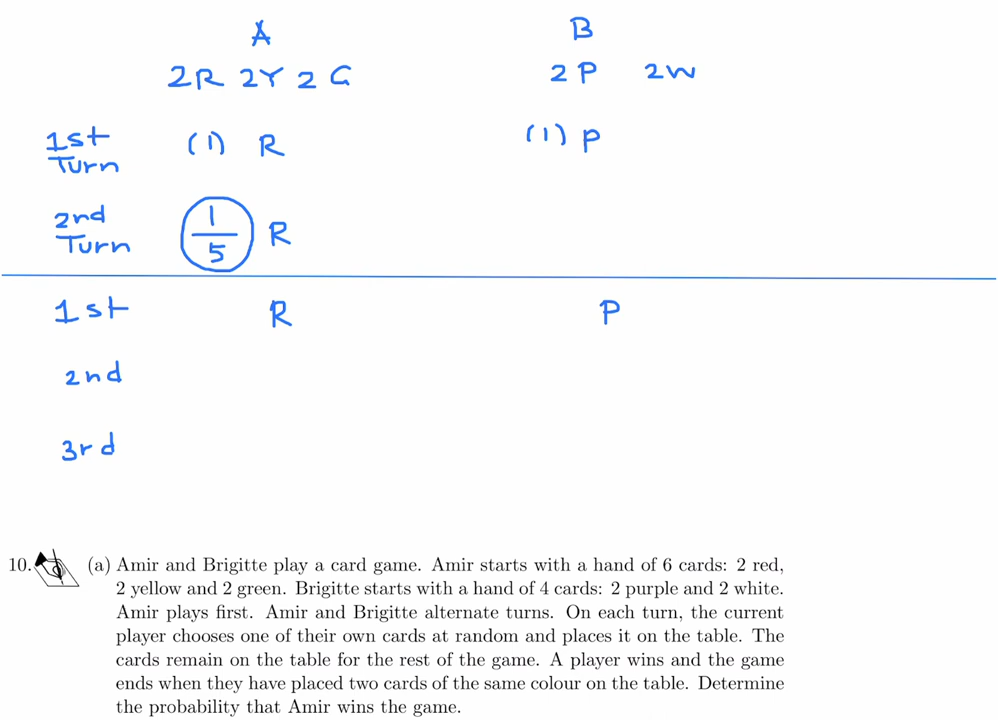 A B
2R 2Y 2G 2P 2W
1st Turn (1) R (1) P
2nd Turn 1/5 R
1st R P
2nd
3rd
10. (a) Amir and Brigitte play a card game. Amir starts with a hand of 6 cards: 2 red,
2 yellow and 2 green. Brigitte starts with a hand of 4 cards: 2 purple and 2 white.
Amir plays first. Amir and Brigitte alternate turns. On each turn, the current
player chooses one of their own cards at random and places it on the table. The
cards remain on the table for the rest of the game. A player wins and the game
ends when they have placed two cards of the same colour on the table. Determine
the probability that Amir wins the game.